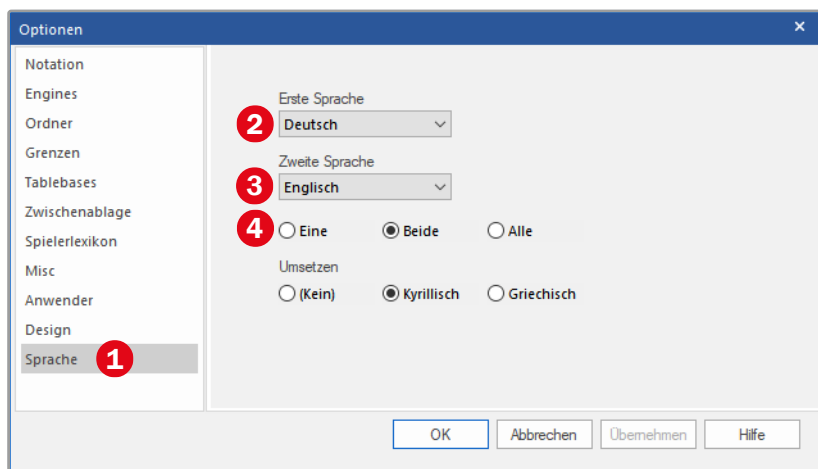 Optionen
Notation
Engines
Ordner
Grenzen
Tablebases
Zwischenablage
Spielerlexikon
Misc
Anwender
Design
Sprache 1
Erste Sprache
2 Deutsch
Zweite Sprache
3 Englisch
4 Eine Beide Alle
Umsetzen
(Kein) Kyrillisch Griechisch
OK Abbrechen Übernehmen Hilfe